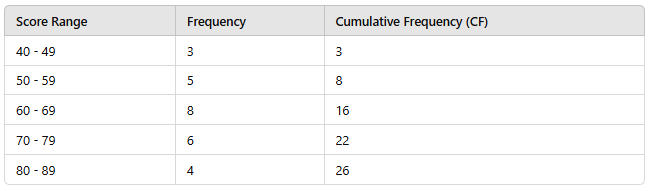 Score Range Frequency Cumulative Frequency (CF)
40 - 49 3 3
50 - 59 5 8
60 - 69 8 16
70 - 79 6 22
80 - 89 4 26